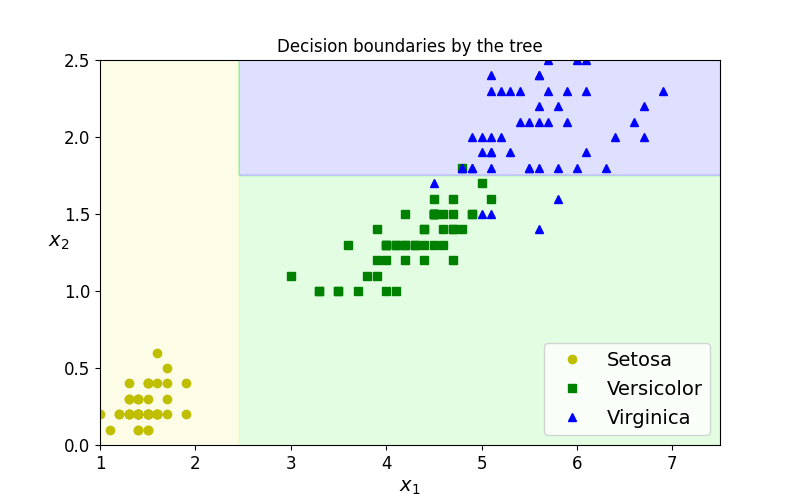 Decision boundaries by the tree
2.5
2.0
x₂
1.5
1.0
0.5
0.0
Setosa
Versicolor
Virginica
1 2 3 4 5 6 7
x₁